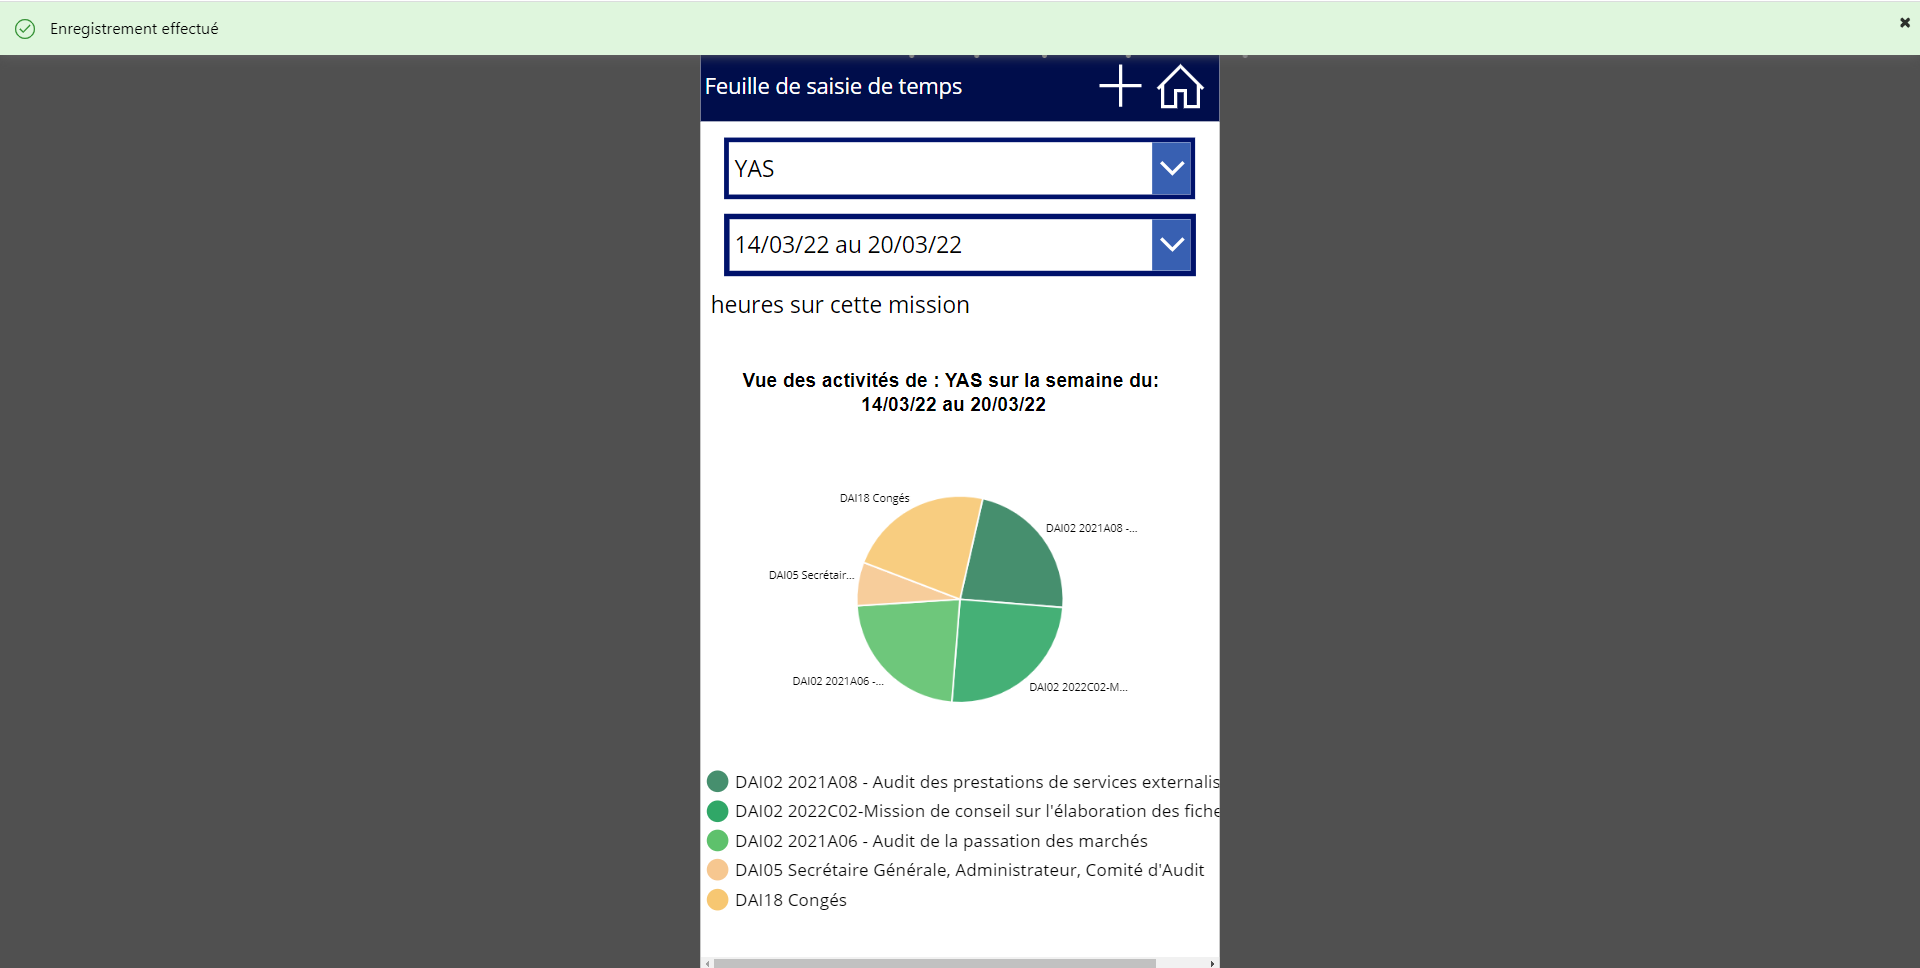 Enregistrement effectué
Feuille de saisie de temps
YAS
14/03/22 au 20/03/22
heures sur cette mission
Vue des activités de : YAS sur la semaine du:
14/03/22 au 20/03/22
DAI18 Congés
DAI02 2021A08 -...
DAI05 Secrétair...
DAI02 2021A06 -...
DAI02 2022C02-M...
DAI02 2021A08 - Audit des prestations de services externalis
DAI02 2022C02-Mission de conseil sur l'élaboration des fiche
DAI02 2021A06 - Audit de la passation des marchés
DAI05 Secrétaire Générale, Administrateur, Comité d'Audit
DAI18 Congés